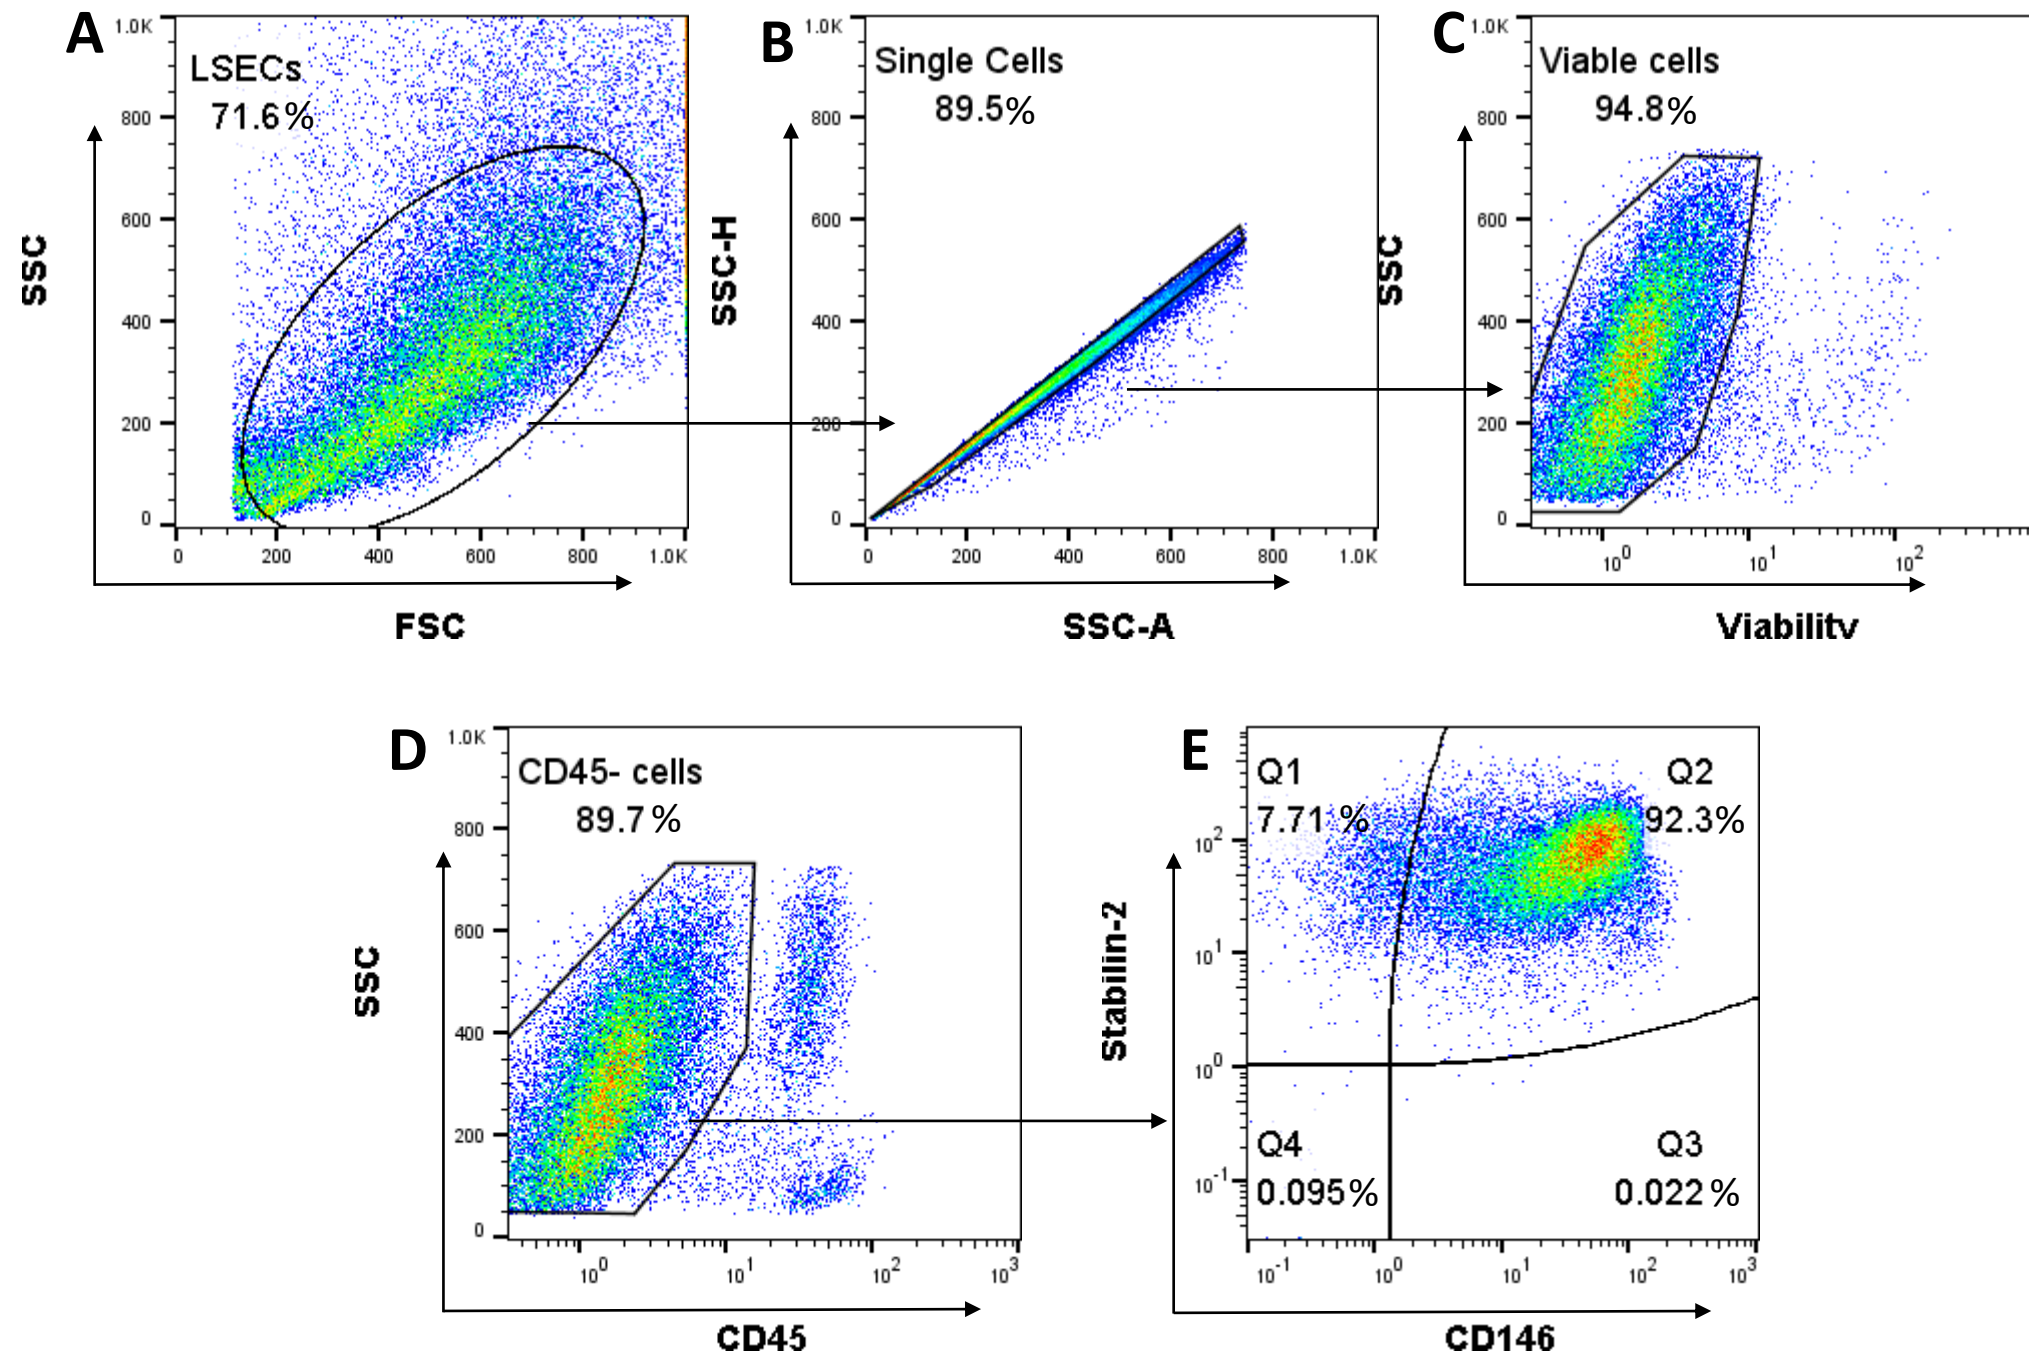 A
LSECs
71.6%
1.0K
800
600
400
200
0
SSC
0 200 400 600 800 1.0K
FSC
B
Single Cells
89.5%
1.0K
800
600
400
200
0
SSC-H
0 200 400 600 800 1.0K
SSC-A
C
Viable cells
94.8%
1.0K
800
600
400
200
0
SSC
10^0 10^1 10^2
Viability
D
CD45- cells
89.7%
1.0K
800
600
400
200
0
SSC
10^0 10^1 10^2 10^3
CD45
E
Q1
7.71%
Q2
92.3%
10^2
10^1
10^0
10^-1
Stabilin-2
Q4
0.095%
Q3
0.022%
10^-1 10^0 10^1 10^2 10^3
CD146